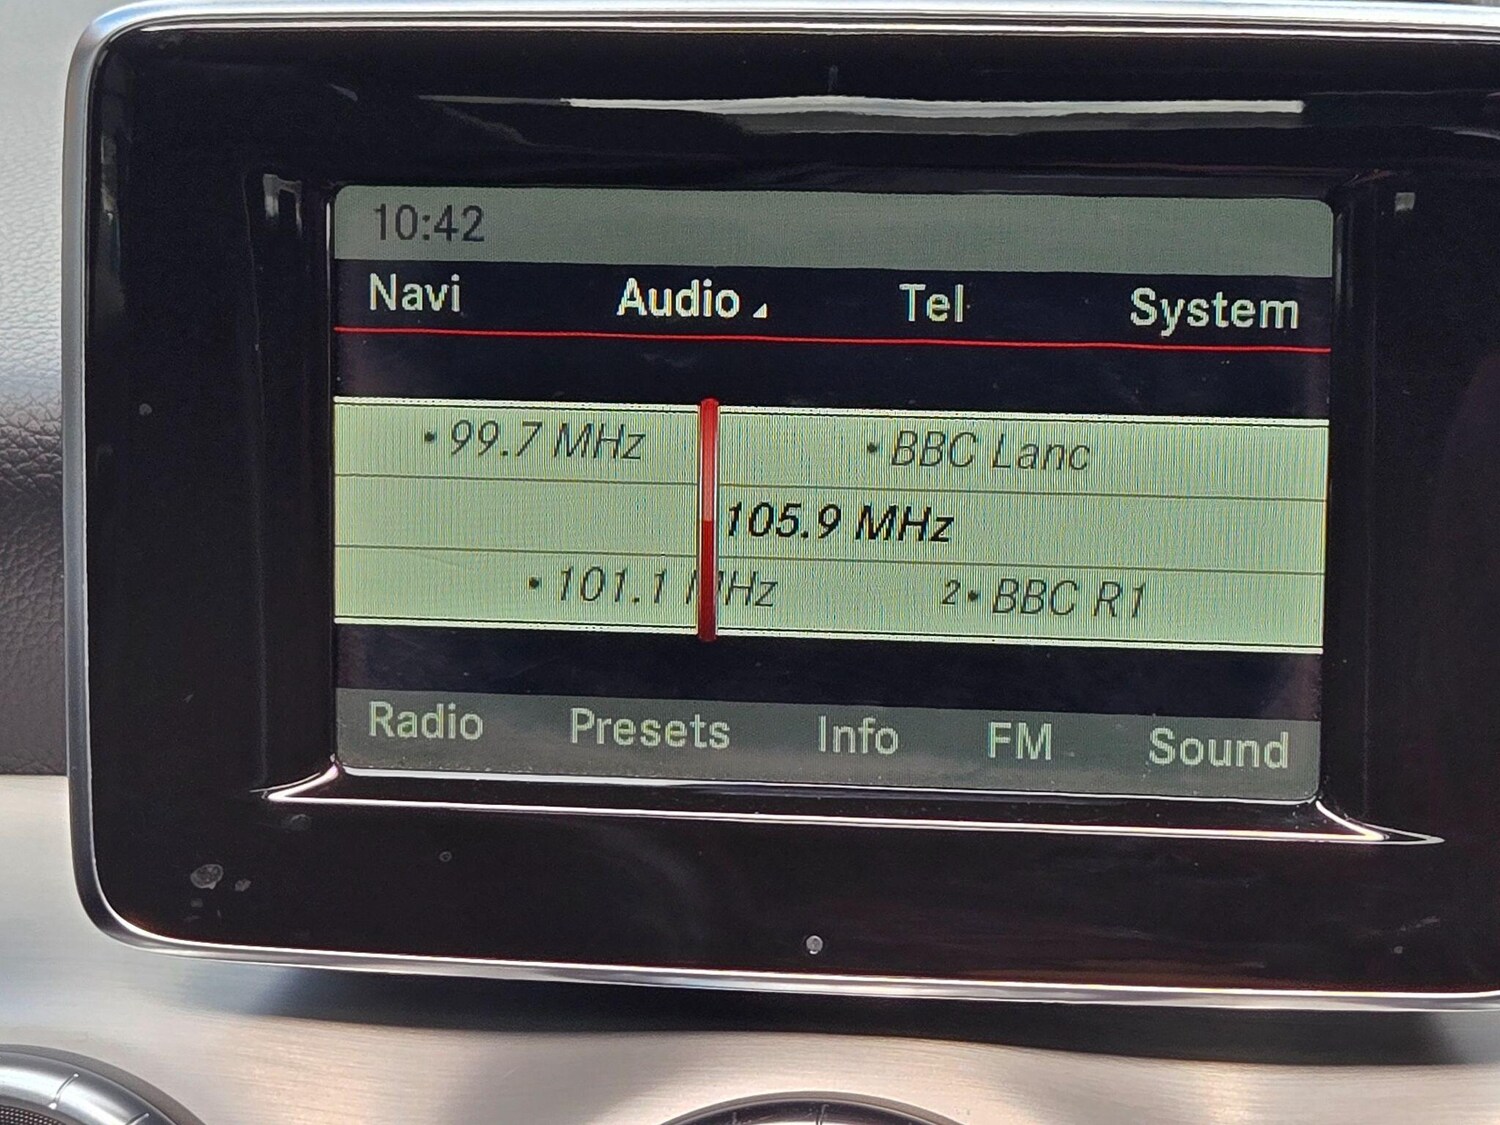 10:42
Navi Audio Tel System
• 99.7 MHz • BBC Lanc
105.9 MHz
• 101.1 MHz 2• BBC R1
Radio Presets Info FM Sound